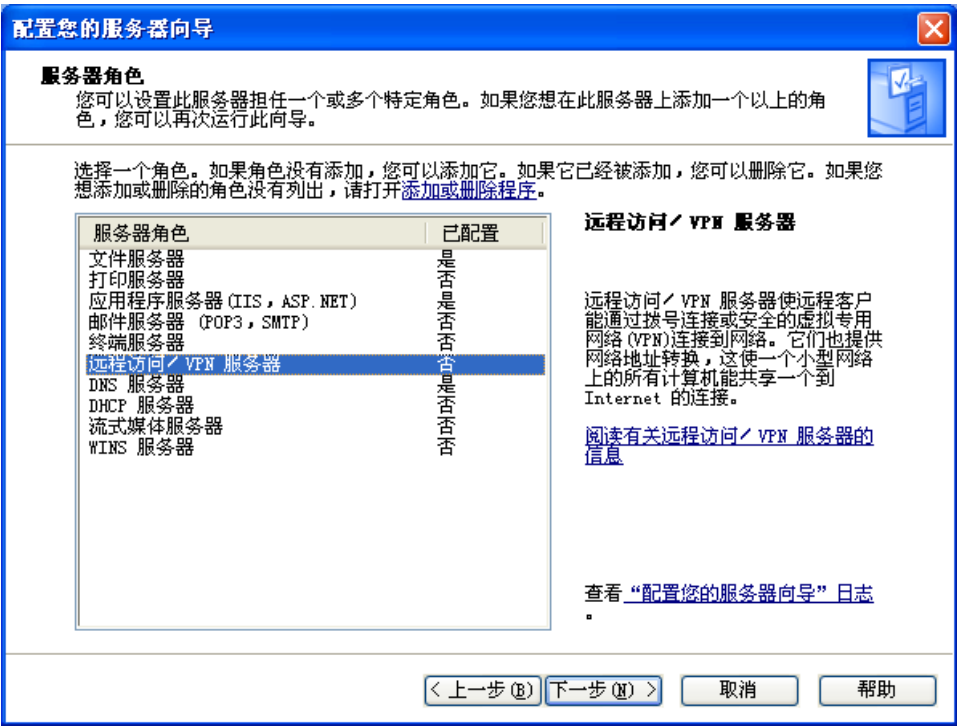 配置您的服务器向导
服务器角色
您可以设置此服务器担任一个或多个特定角色。如果您想在此服务器上添加一个以上的角
色，您可以再次运行此向导。
选择一个角色。如果角色没有添加，您可以添加它。如果它已经被添加，您可以删除它。如果您
想添加或删除的角色没有列出，请打开添加或删除程序。
服务器角色 已配置
文件服务器 是
打印服务器 否
应用程序服务器(IIS，ASP.NET) 是
邮件服务器 (POP3，SMTP) 否
终端服务器 否
远程访问/ VPN 服务器 否
DNS 服务器 是
DHCP 服务器 否
流式媒体服务器 否
WINS 服务器 否
远程访问/ VPN 服务器
远程访问/ VPN 服务器使远程客户
能通过拨号连接或安全的虚拟专用
网络(VPN)连接到网络。它们也提供
网络地址转换，这使一个小型网络
上的所有计算机能共享一个到
Internet 的连接。
阅读有关远程访问/ VPN 服务器的
信息
查看 “配置您的服务器向导” 日志
。
< 上一步(B) 下一步(N) > 取消 帮助